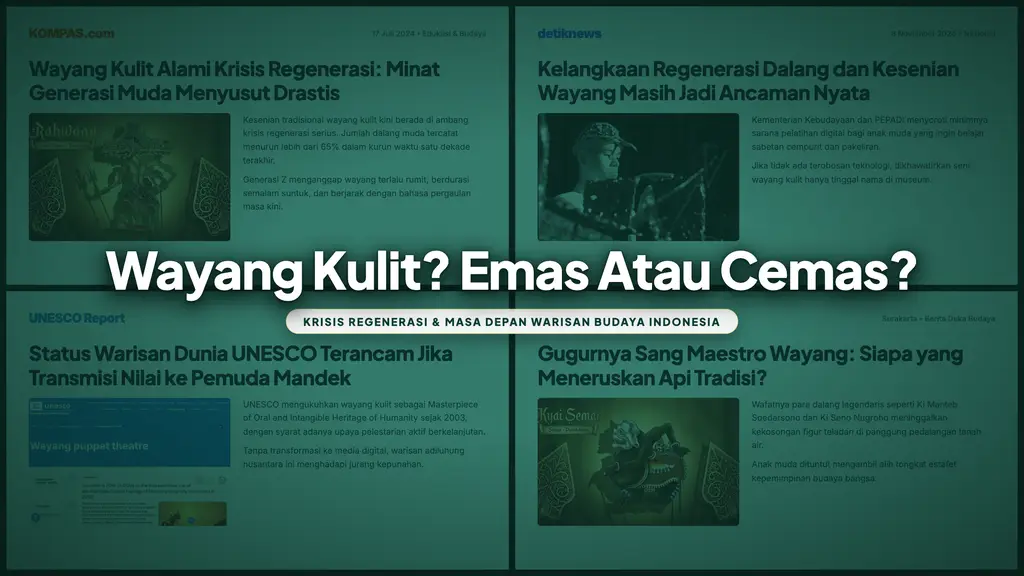 KOMPAS.com
17 Juli 2024 • Edukasi & Budaya
Wayang Kulit Alami Krisis Regenerasi: Minat
Generasi Muda Menyusut Drastis
Kesenian tradisional wayang kulit kini berada di ambang
krisis regenerasi serius. Jumlah dalang muda tercatat
menurun lebih dari 65% dalam kurun waktu satu dekade
terakhir.
Generasi Z menganggap wayang terlalu rumit, berdurasi
semalam suntuk, dan berjarak dengan bahasa pergaulan
masa kini.
Rahwana
detiknews
Kelangkaan Regenerasi Dalang dan Kesenian
Wayang Masih Jadi Ancaman Nyata
Kementerian Kebudayaan dan PEPADI menyoroti minimnya
sarana pelatihan digital bagi anak muda yang ingin belajar
sabetan cempurit dan pakeliran.
Jika tidak ada terobosan teknologi, dikhawatirkan seni
wayang kulit hanya tinggal nama di museum.
Wayang Kulit? Emas Atau Cemas?
KRISIS REGENERASI & MASA DEPAN WARISAN BUDAYA INDONESIA
UNESCO Report
Status Warisan Dunia UNESCO Terancam Jika
Transmisi Nilai ke Pemuda Mandek
UNESCO mengukuhkan wayang kulit sebagai Masterpiece
of Oral and Intangible Heritage of Humanity sejak 2003,
dengan syarat adanya upaya pelestarian aktif berkelanjutan.
Tanpa transformasi ke media digital, warisan adiluhung
nusantara ini menghadapi jurang kepunahan.
unesco
Wayang puppet theatre
Surakarta • Berita Duka Budaya
Gugurnya Sang Maestro Wayang: Siapa yang
Meneruskan Api Tradisi?
Wafatnya para dalang legendaris seperti Ki Manteb
Soedarsono dan Ki Seno Nugroho meninggalkan
kekosongan figur teladan di panggung pedalangan tanah
air.
Anak muda dituntut mengambil alih tongkat estafet
kepemimpinan budaya bangsa.
Kyai Sema